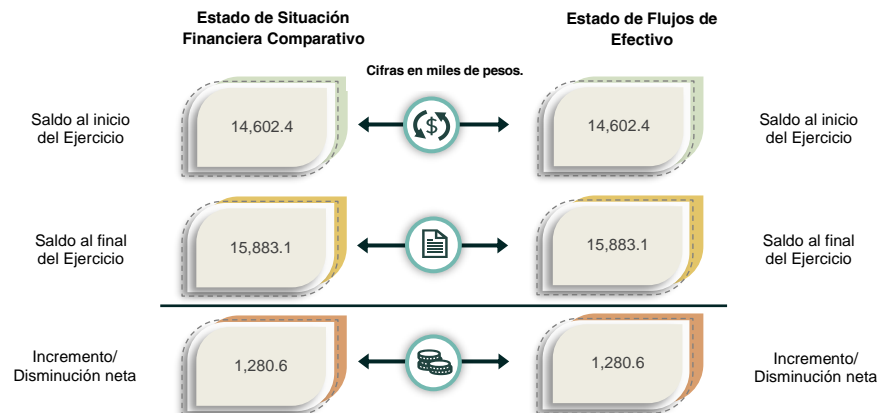 Estado de Situación
Financiera Comparativo
Estado de Flujos de
Efectivo
Cifras en miles de pesos.
Saldo al inicio
del Ejercicio
14,602.4
$
14,602.4
Saldo al inicio
del Ejercicio
Saldo al final
del Ejercicio
15,883.1
15,883.1
Saldo al final
del Ejercicio
Incremento/
Disminución neta
1,280.6
1,280.6
Incremento/
Disminución neta